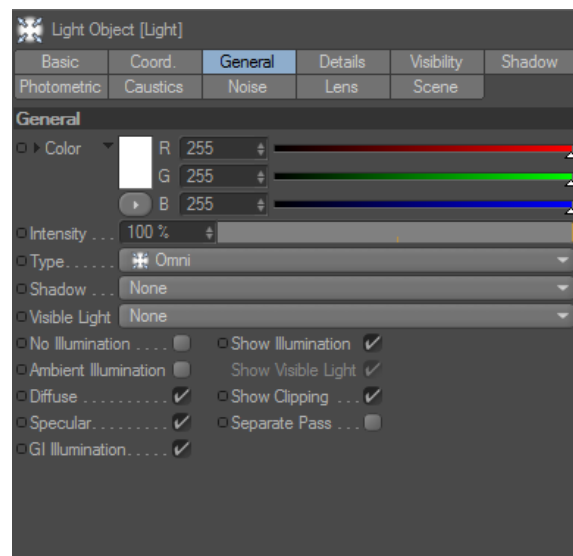 Light Object [Light]
Basic Coord. General Details Visibility Shadow
Photometric Caustics Noise Lens Scene
General
Color R 255
G 255
B 255
Intensity . . . 100 %
Type. . . . . . Omni
Shadow . . . None
Visible Light None
No Illumination . . . . Show Illumination
Ambient Illumination Show Visible Light
Diffuse . . . . . . . . . . Show Clipping . . .
Specular. . . . . . . . . Separate Pass . . .
GI Illumination. . . . .